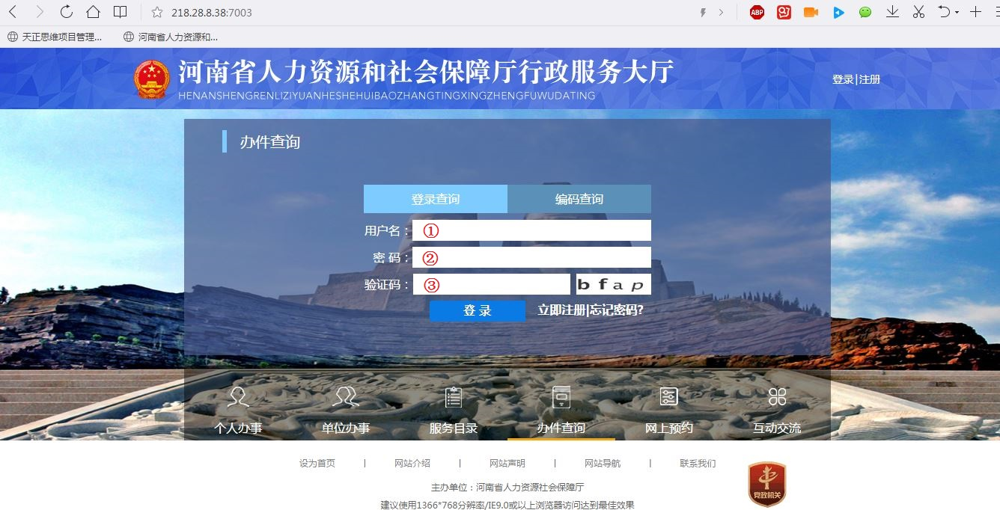 218.28.8.38:7003
ABP
天正思维项目管理... 河南省人力资源和...
河南省人力资源和社会保障厅行政服务大厅
HENANSHENGRENLIZIYUANHESHEHUIBAOZHANGTINGXINGZHENGFUWUDATING
登录|注册
办件查询
登录查询 编码查询
用户名： ①
密 码： ②
验证码： ③ b f a p
登 录 立即注册|忘记密码?
个人办事 单位办事 服务目录 办件查询 网上预约 互动交流
设为首页 | 网站介绍 | 网站声明 | 网站导航 | 联系我们
主办单位：河南省人力资源社会保障厅
建议使用1366*768分辨率/IE9.0或以上浏览器访问达到最佳效果
党政机关